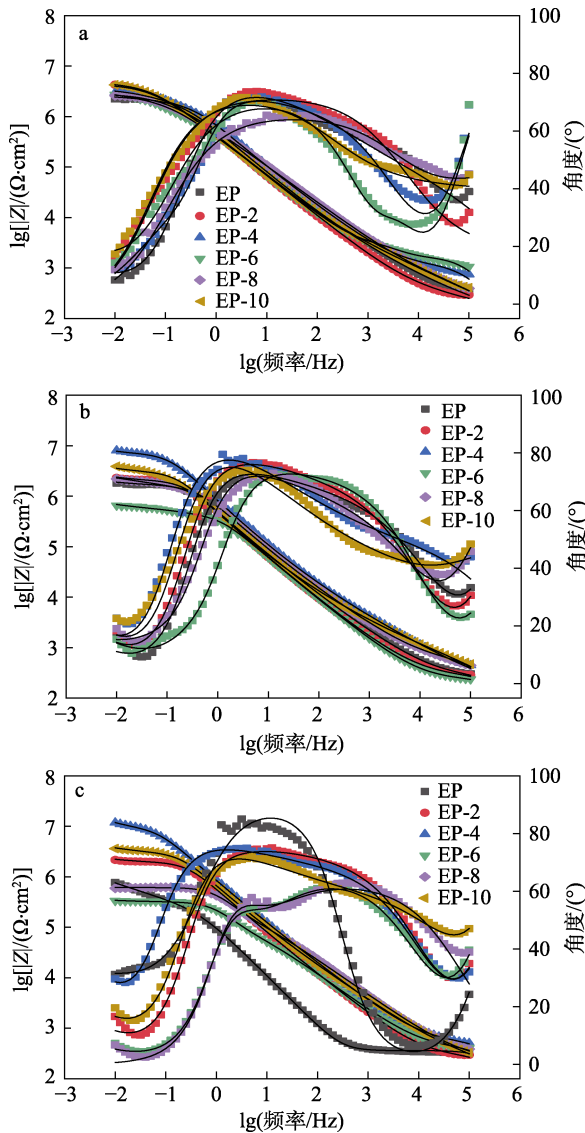 a
lg[|Z|/(Ω·cm²)]
8
7
6
5
4
3
2
100
80
60
40
20
0
角度/(°)
EP
EP-2
EP-4
EP-6
EP-8
EP-10
−3 −2 −1 0 1 2 3 4 5 6
lg(频率/Hz)
b
lg[|Z|/(Ω·cm²)]
8
7
6
5
4
3
2
100
80
60
40
20
0
角度/(°)
EP
EP-2
EP-4
EP-6
EP-8
EP-10
−3 −2 −1 0 1 2 3 4 5 6
lg(频率/Hz)
c
lg[|Z|/(Ω·cm²)]
8
7
6
5
4
3
2
100
80
60
40
20
0
角度/(°)
EP
EP-2
EP-4
EP-6
EP-8
EP-10
−3 −2 −1 0 1 2 3 4 5 6
lg(频率/Hz)